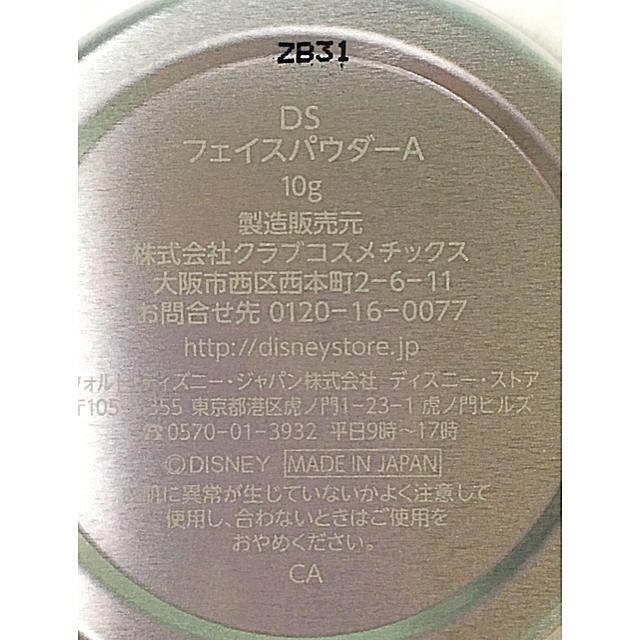 ZB31
DS
フェイスパウダーA
10g
製造販売元
株式会社クラブコスメチックス
大阪市西区西本町2-6-11
お問合せ先 0120-16-0077
http://disneystore.jp
ウォルト・ディズニー・ジャパン株式会社 ディズニー・ストア
東京都港区虎ノ門1-23-1 虎ノ門ヒルズ
☎0570-01-3932 平日9時〜17時
©DISNEY MADE IN JAPAN
お肌に異常が生じていないかよく注意して
使用し、合わないときはご使用を
おやめください。
CA